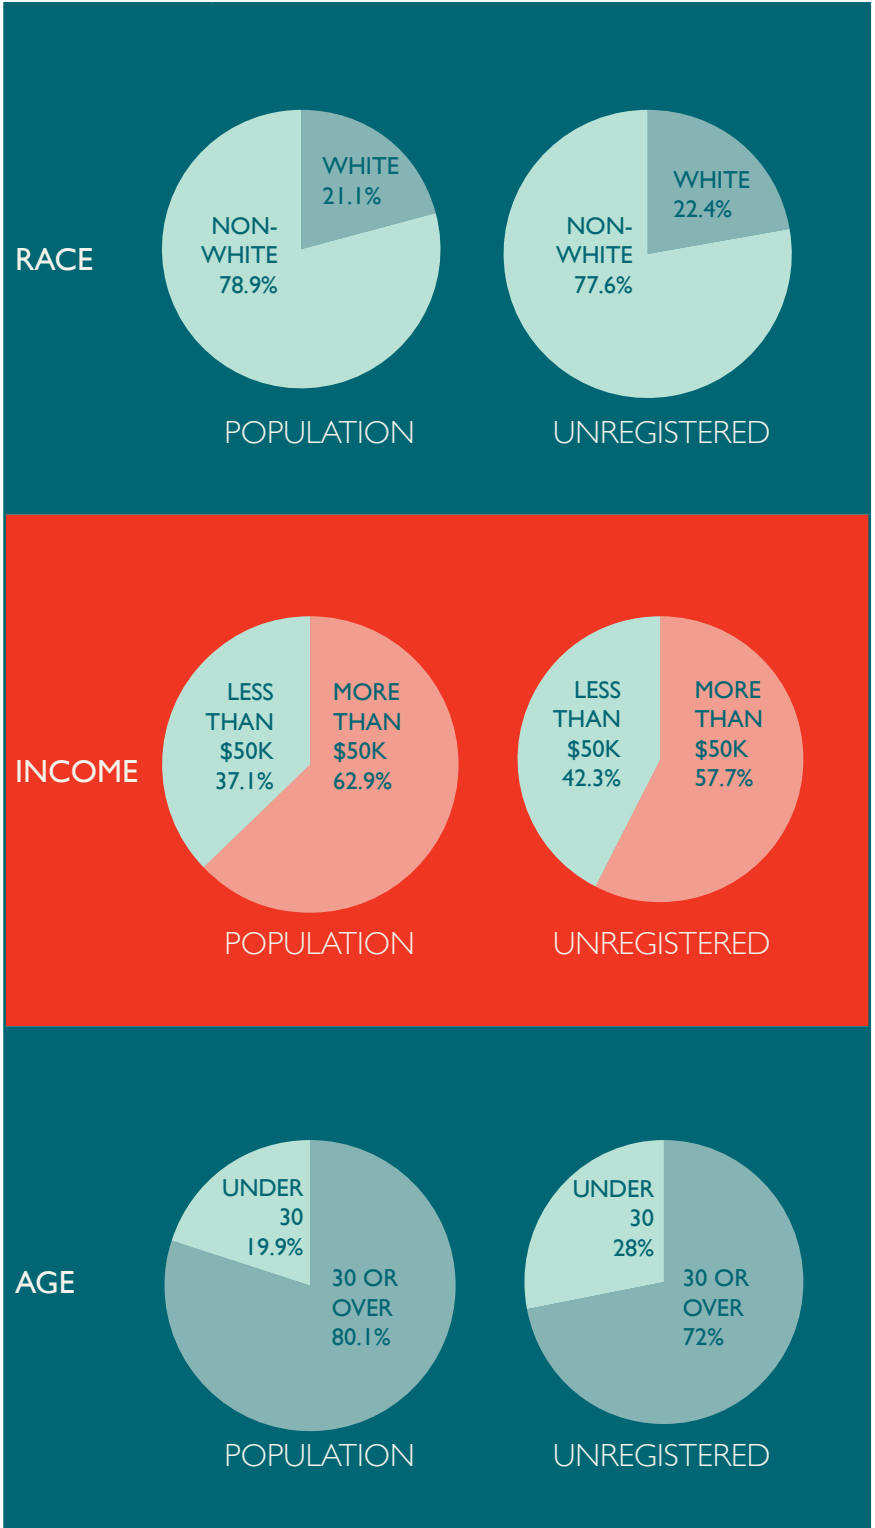 RACE
WHITE
21.1%
NON-
WHITE
78.9%
POPULATION
WHITE
22.4%
NON-
WHITE
77.6%
UNREGISTERED
INCOME
LESS
THAN
$50K
37.1%
MORE
THAN
$50K
62.9%
POPULATION
LESS
THAN
$50K
42.3%
MORE
THAN
$50K
57.7%
UNREGISTERED
AGE
UNDER
30
19.9%
30 OR
OVER
80.1%
POPULATION
UNDER
30
28%
30 OR
OVER
72%
UNREGISTERED